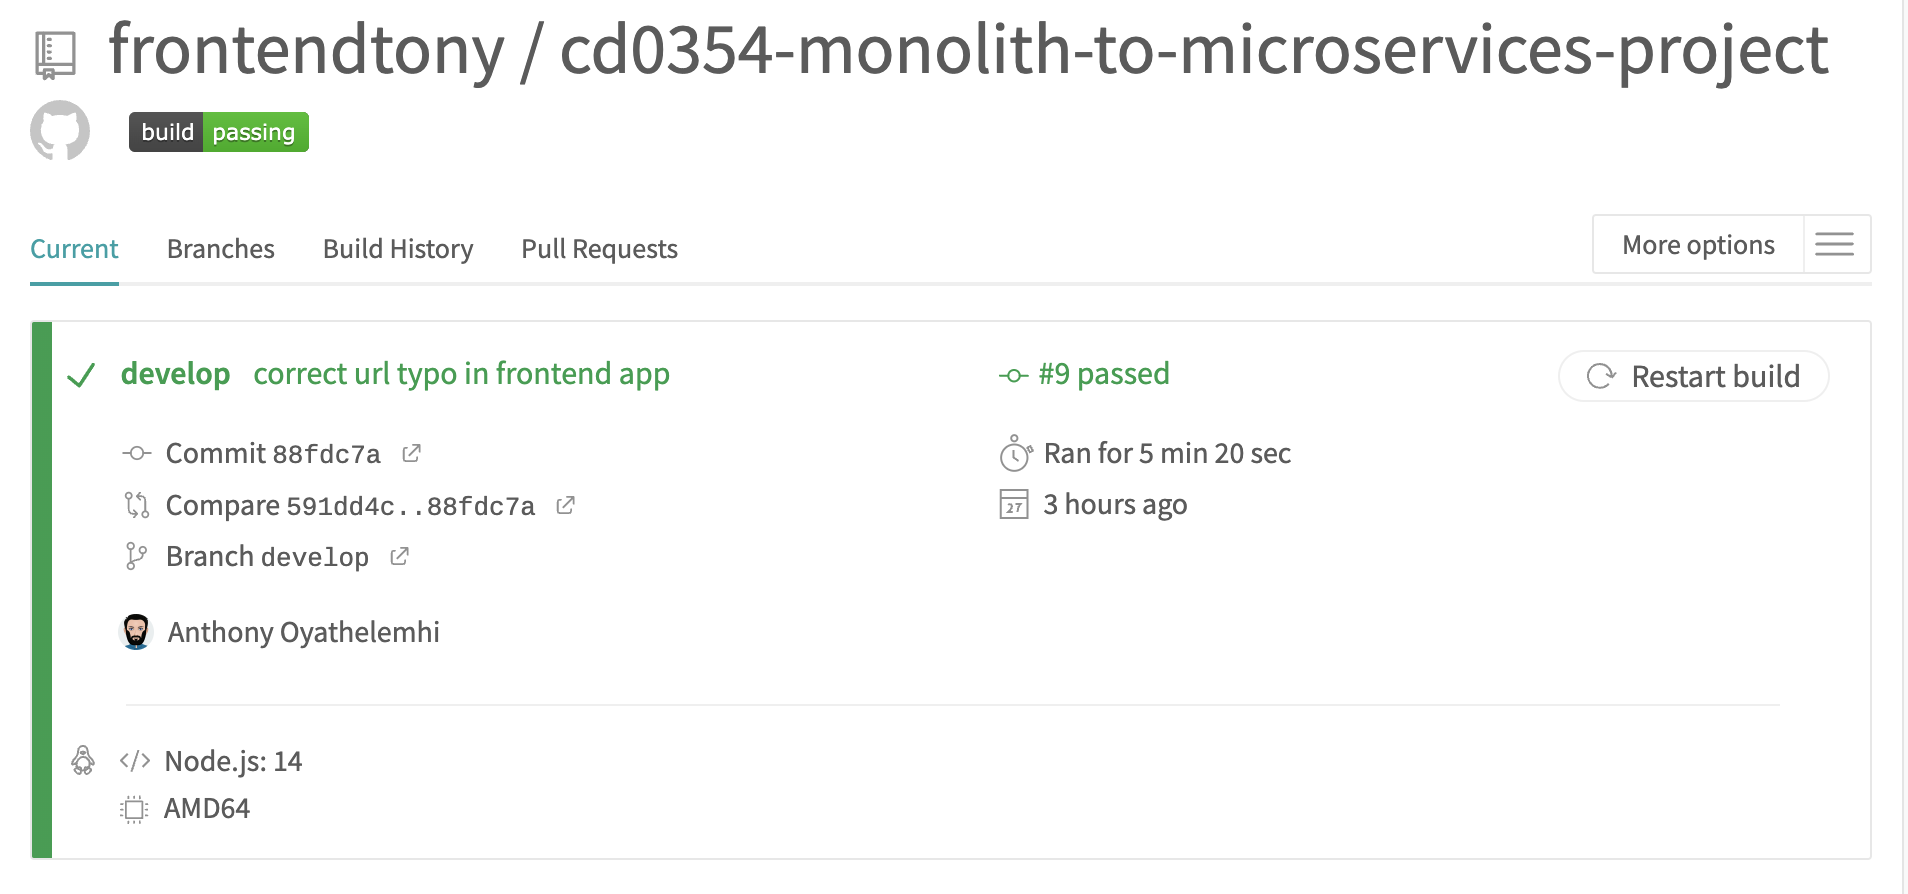 frontendtony / cd0354-monolith-to-microservices-project
build passing
Current Branches Build History Pull Requests More options
develop correct url typo in frontend app #9 passed Restart build
Commit 88fdc7a Ran for 5 min 20 sec
Compare 591dd4c..88fdc7a 27 3 hours ago
Branch develop
Anthony Oyathelemhi
</> Node.js: 14
AMD64